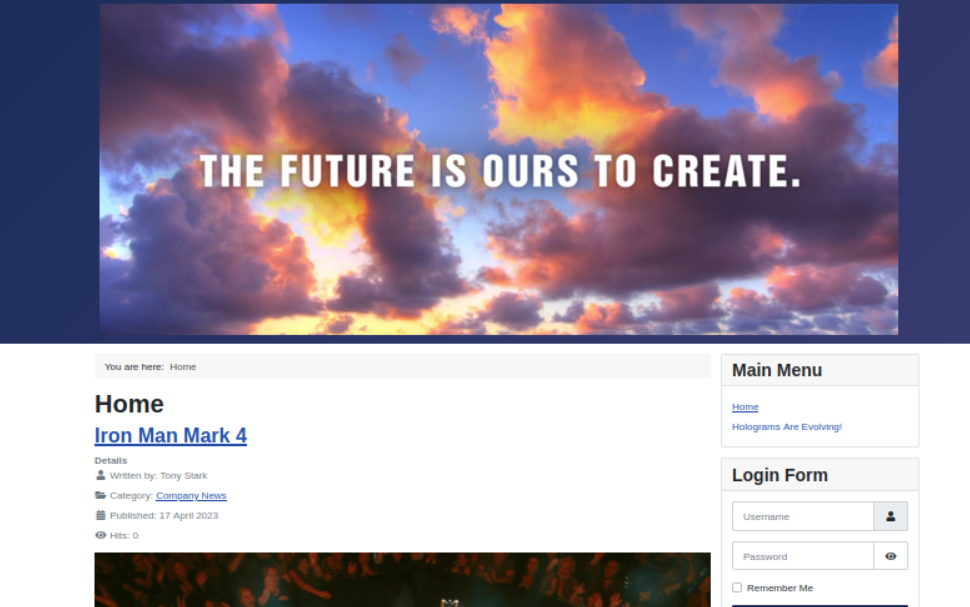 THE FUTURE IS OURS TO CREATE.
You are here: Home
Home
Iron Man Mark 4
Details
Written by: Tony Stark
Category: Company News
Published: 17 April 2023
Hits: 0
Main Menu
Home
Holograms Are Evolving!
Login Form
Username
Password
Remember Me